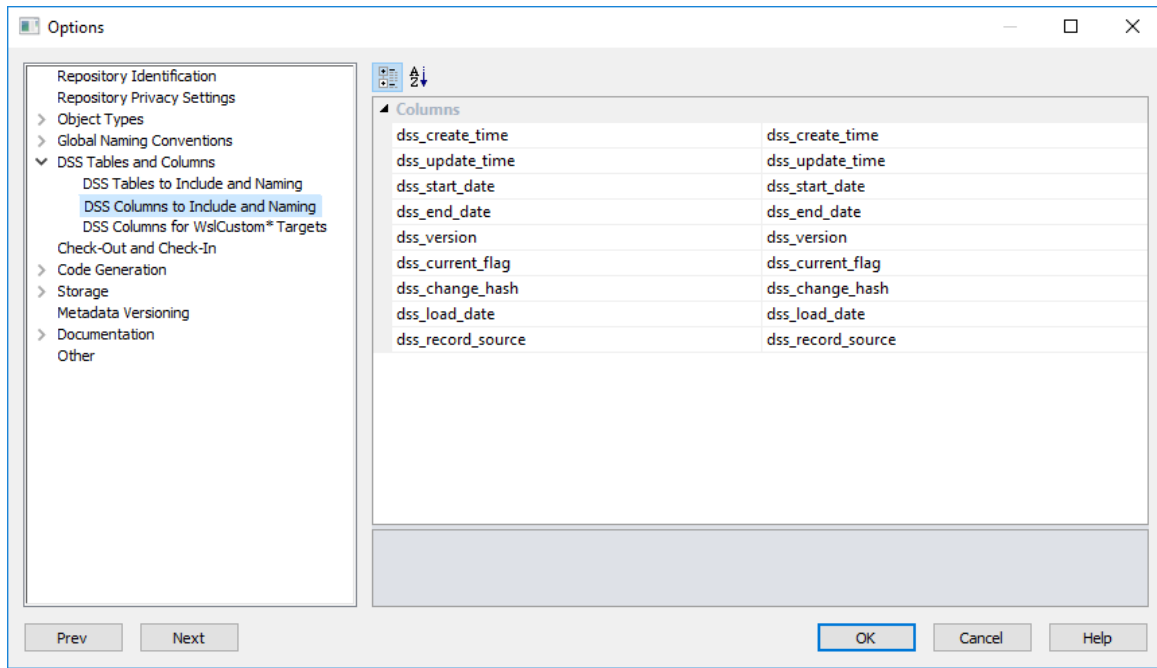 Options
Repository Identification
Repository Privacy Settings
Object Types
Global Naming Conventions
DSS Tables and Columns
DSS Tables to Include and Naming
DSS Columns to Include and Naming
DSS Columns for WslCustom* Targets
Check-Out and Check-In
Code Generation
Storage
Metadata Versioning
Documentation
Other
Columns
dss_create_time dss_create_time
dss_update_time dss_update_time
dss_start_date dss_start_date
dss_end_date dss_end_date
dss_version dss_version
dss_current_flag dss_current_flag
dss_change_hash dss_change_hash
dss_load_date dss_load_date
dss_record_source dss_record_source
Prev Next OK Cancel Help